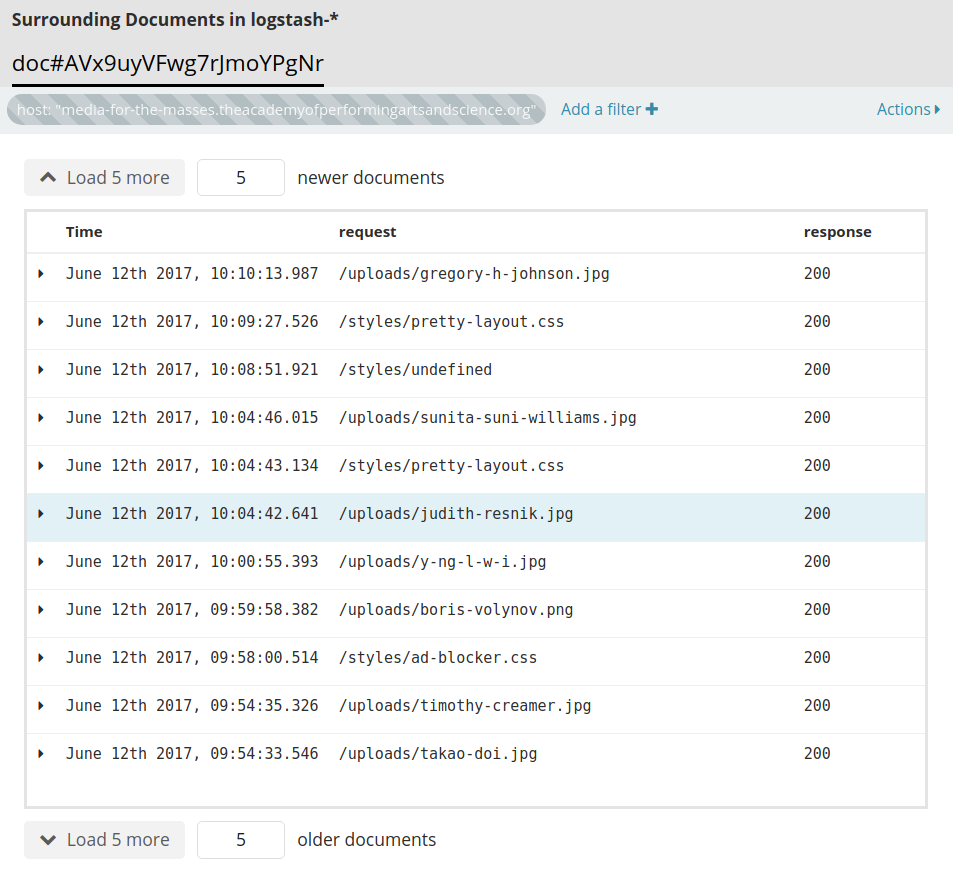 Surrounding Documents in logstash-*
doc#AVx9uyVFwg7rJmoYPgNr
host: "media-for-the-masses.theacademyofperformingartsandscience.org" Add a filter + Actions
Load 5 more 5 newer documents
Time request response
June 12th 2017, 10:10:13.987 /uploads/gregory-h-johnson.jpg 200
June 12th 2017, 10:09:27.526 /styles/pretty-layout.css 200
June 12th 2017, 10:08:51.921 /styles/undefined 200
June 12th 2017, 10:04:46.015 /uploads/sunita-suni-williams.jpg 200
June 12th 2017, 10:04:43.134 /styles/pretty-layout.css 200
June 12th 2017, 10:04:42.641 /uploads/judith-resnik.jpg 200
June 12th 2017, 10:00:55.393 /uploads/y-ng-l-w-i.jpg 200
June 12th 2017, 09:59:58.382 /uploads/boris-volynov.png 200
June 12th 2017, 09:58:00.514 /styles/ad-blocker.css 200
June 12th 2017, 09:54:35.326 /uploads/timothy-creamer.jpg 200
June 12th 2017, 09:54:33.546 /uploads/takao-doi.jpg 200
Load 5 more 5 older documents